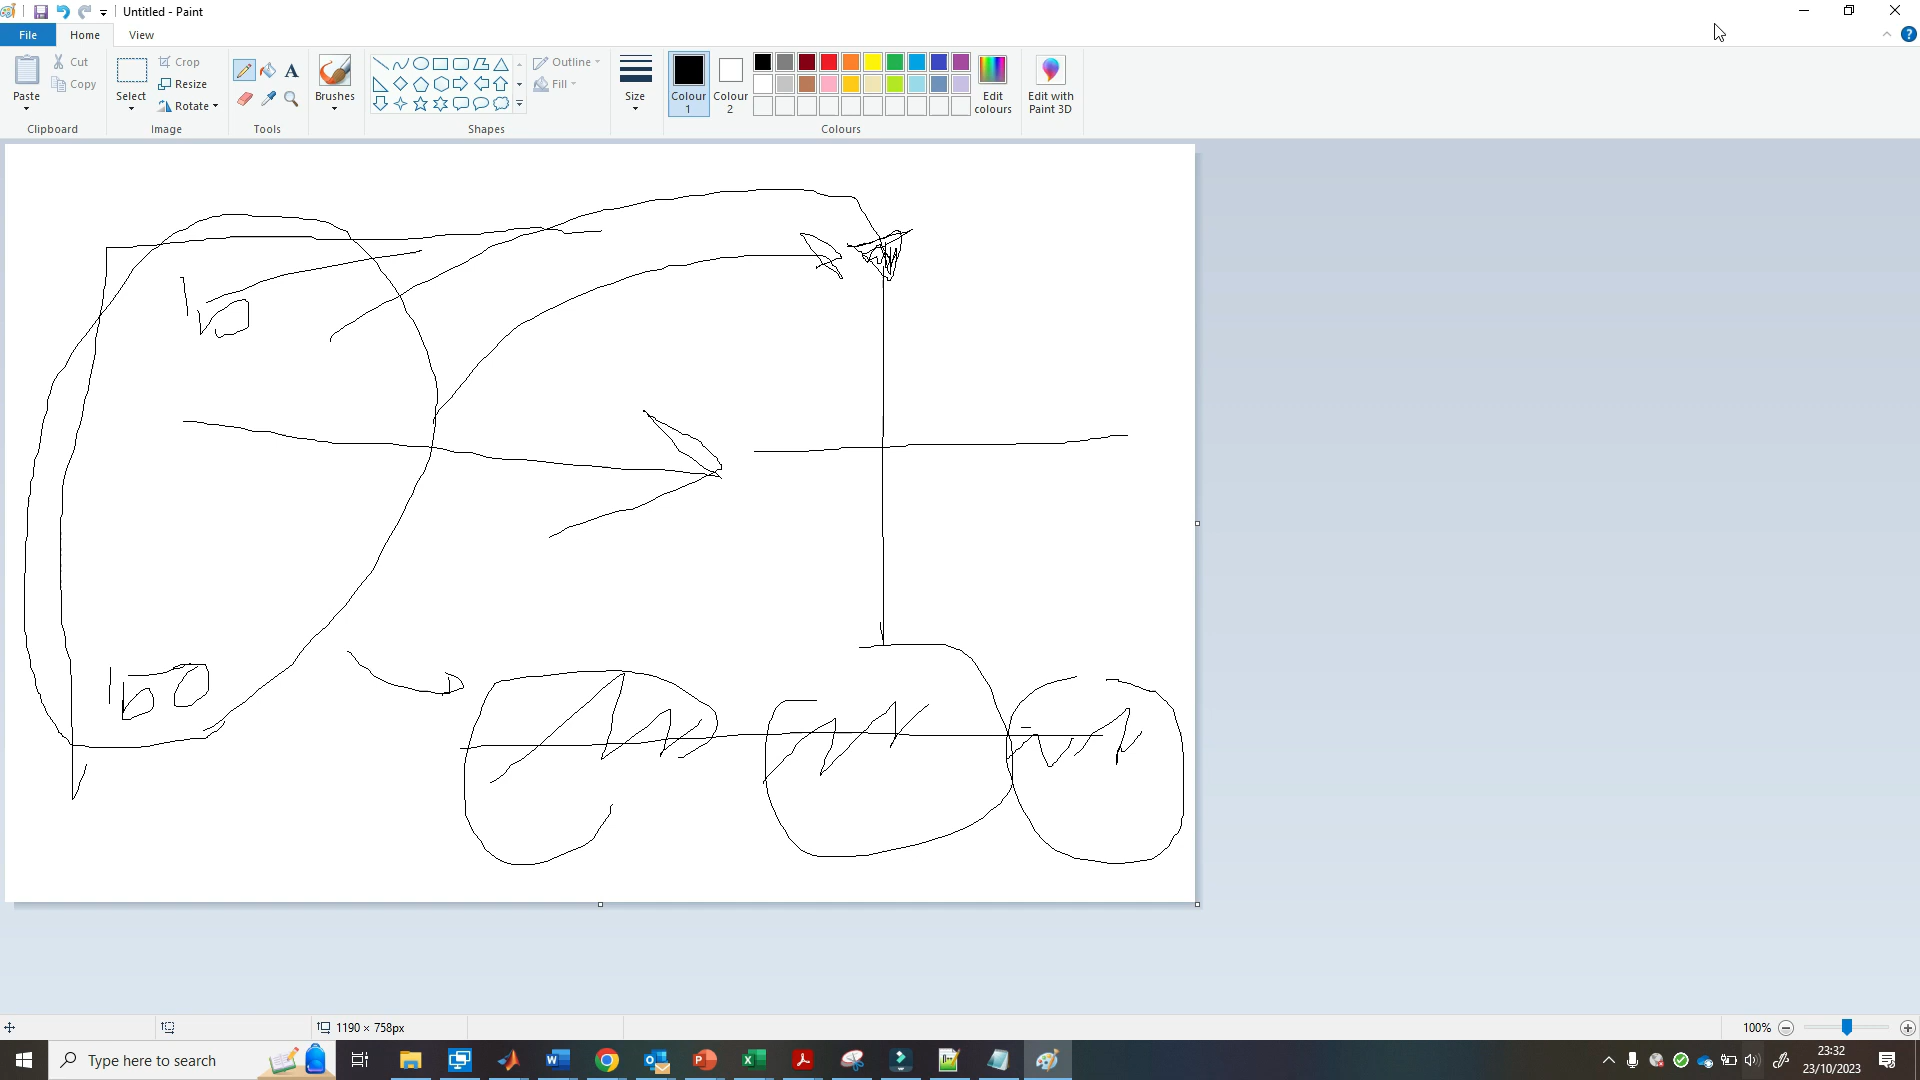 Untitled - Paint
File Home View
Paste
Cut
Copy
Clipboard
Select
Crop
Resize
Rotate
Image
A
Tools
Brushes
Shapes
Outline
Fill
Size
Colour 1
Colour 2
Edit colours
Colours
Edit with Paint 3D
1190 × 758px
100%
Type here to search
23:32
23/10/2023